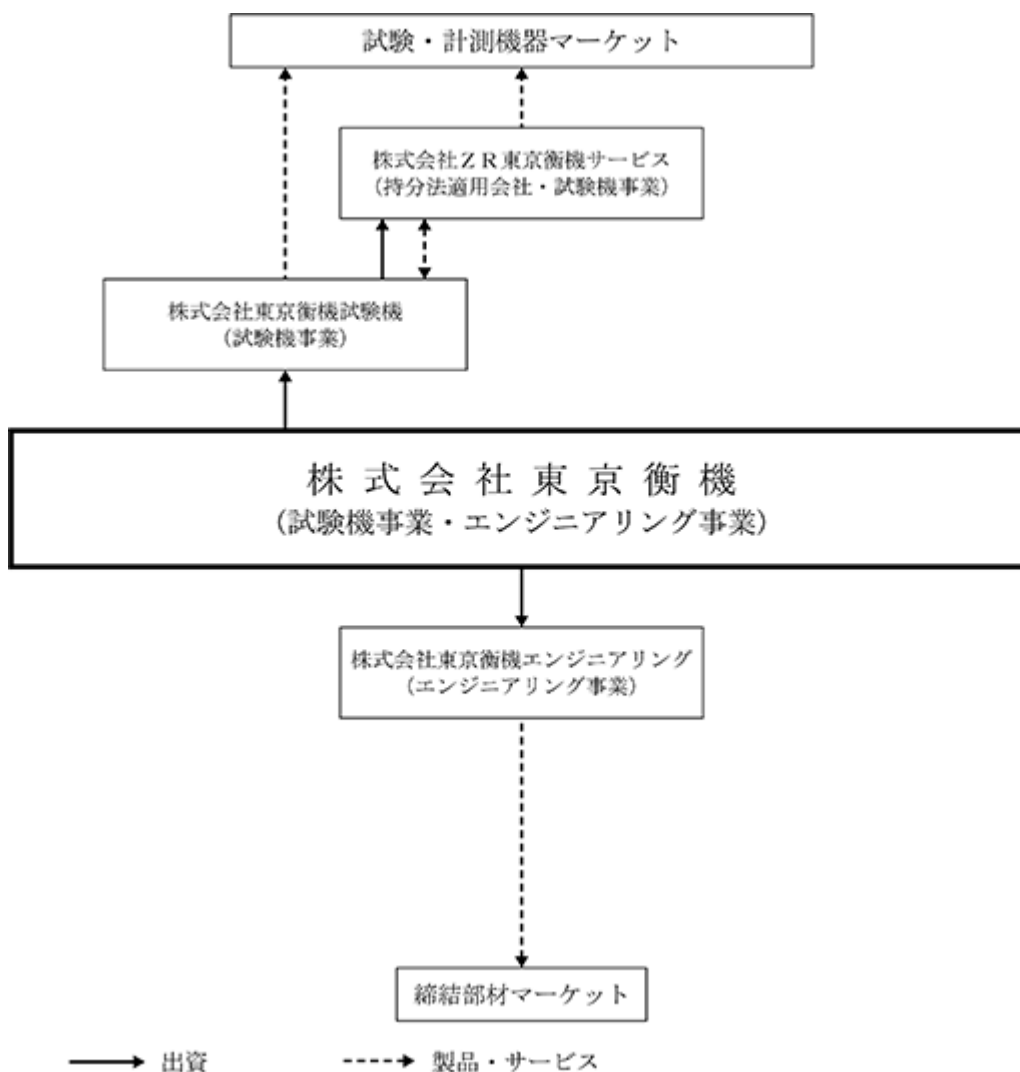 試験・計測機器マーケット
株式会社ZR東京衡機サービス
(持分法適用会社・試験機事業)
株式会社東京衡機試験機
(試験機事業)
株式会社東京衡機
(試験機事業・エンジニアリング事業)
株式会社東京衡機エンジニアリング
(エンジニアリング事業)
締結部材マーケット
出資 製品・サービス